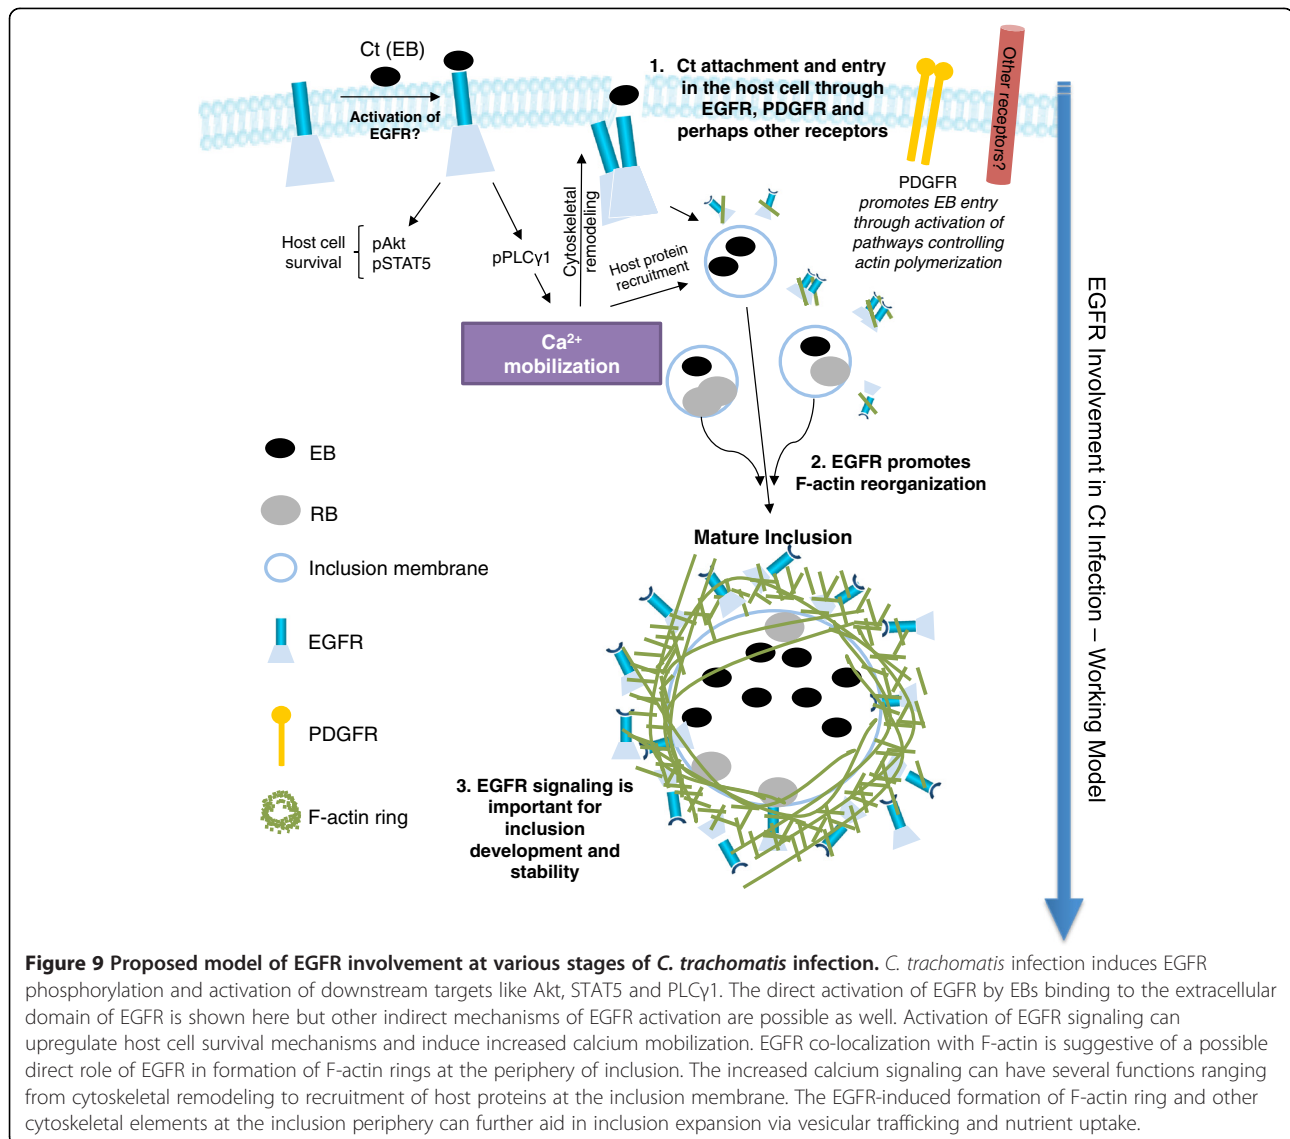 Ct (EB)
Activation of
EGFR?
1. Ct attachment and entry
in the host cell through
EGFR, PDGFR and
perhaps other receptors
Other receptors?
PDGFR
promotes EB entry
through activation of
pathways controlling
actin polymerization
Host cell
survival
pAkt
pSTAT5
pPLCγ1
Cytoskeletal
remodeling
Host protein
recruitment
Ca²⁺
mobilization
EGFR Involvement in Ct Infection – Working Model
2. EGFR promotes
F-actin reorganization
Mature Inclusion
EB
RB
Inclusion membrane
EGFR
PDGFR
F-actin ring
3. EGFR signaling is
important for
inclusion
development and
stability
Figure 9 Proposed model of EGFR involvement at various stages of C. trachomatis infection. C. trachomatis infection induces EGFR
phosphorylation and activation of downstream targets like Akt, STAT5 and PLCγ1. The direct activation of EGFR by EBs binding to the extracellular
domain of EGFR is shown here but other indirect mechanisms of EGFR activation are possible as well. Activation of EGFR signaling can
upregulate host cell survival mechanisms and induce increased calcium mobilization. EGFR co-localization with F-actin is suggestive of a possible
direct role of EGFR in formation of F-actin rings at the periphery of inclusion. The increased calcium signaling can have several functions ranging
from cytoskeletal remodeling to recruitment of host proteins at the inclusion membrane. The EGFR-induced formation of F-actin ring and other
cytoskeletal elements at the inclusion periphery can further aid in inclusion expansion via vesicular trafficking and nutrient uptake.